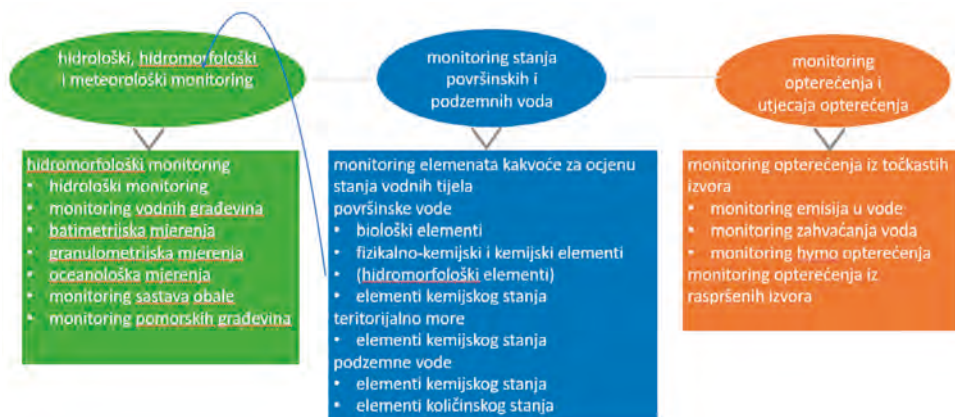 hidrološki, hidromorfološki
i meteorološki monitoring
monitoring stanja
površinskih i
podzemnih voda
monitoring
opterećenja i
utjecaja opterećenja
hidromorfološki monitoring
• hidrološki monitoring
• monitoring vodnih građevina
• batimetrijska mjerenja
• granulometrijska mjerenja
• oceanološka mjerenja
• monitoring sastava obale
• monitoring pomorskih građevina
monitoring elemenata kakvoće za ocjenu
stanja vodnih tijela
površinske vode
• biološki elementi
• fizikalno-kemijski i kemijski elementi
• (hidromorfološki elementi)
• elementi kemijskog stanja
teritorijalno more
• elementi kemijskog stanja
podzemne vode
• elementi kemijskog stanja
• elementi količinskog stanja
monitoring opterećenja iz točkastih
izvora
• monitoring emisija u vode
• monitoring zahvaćanja voda
• monitoring hymo opterećenja
monitoring opterećenja iz
raspršenih izvora